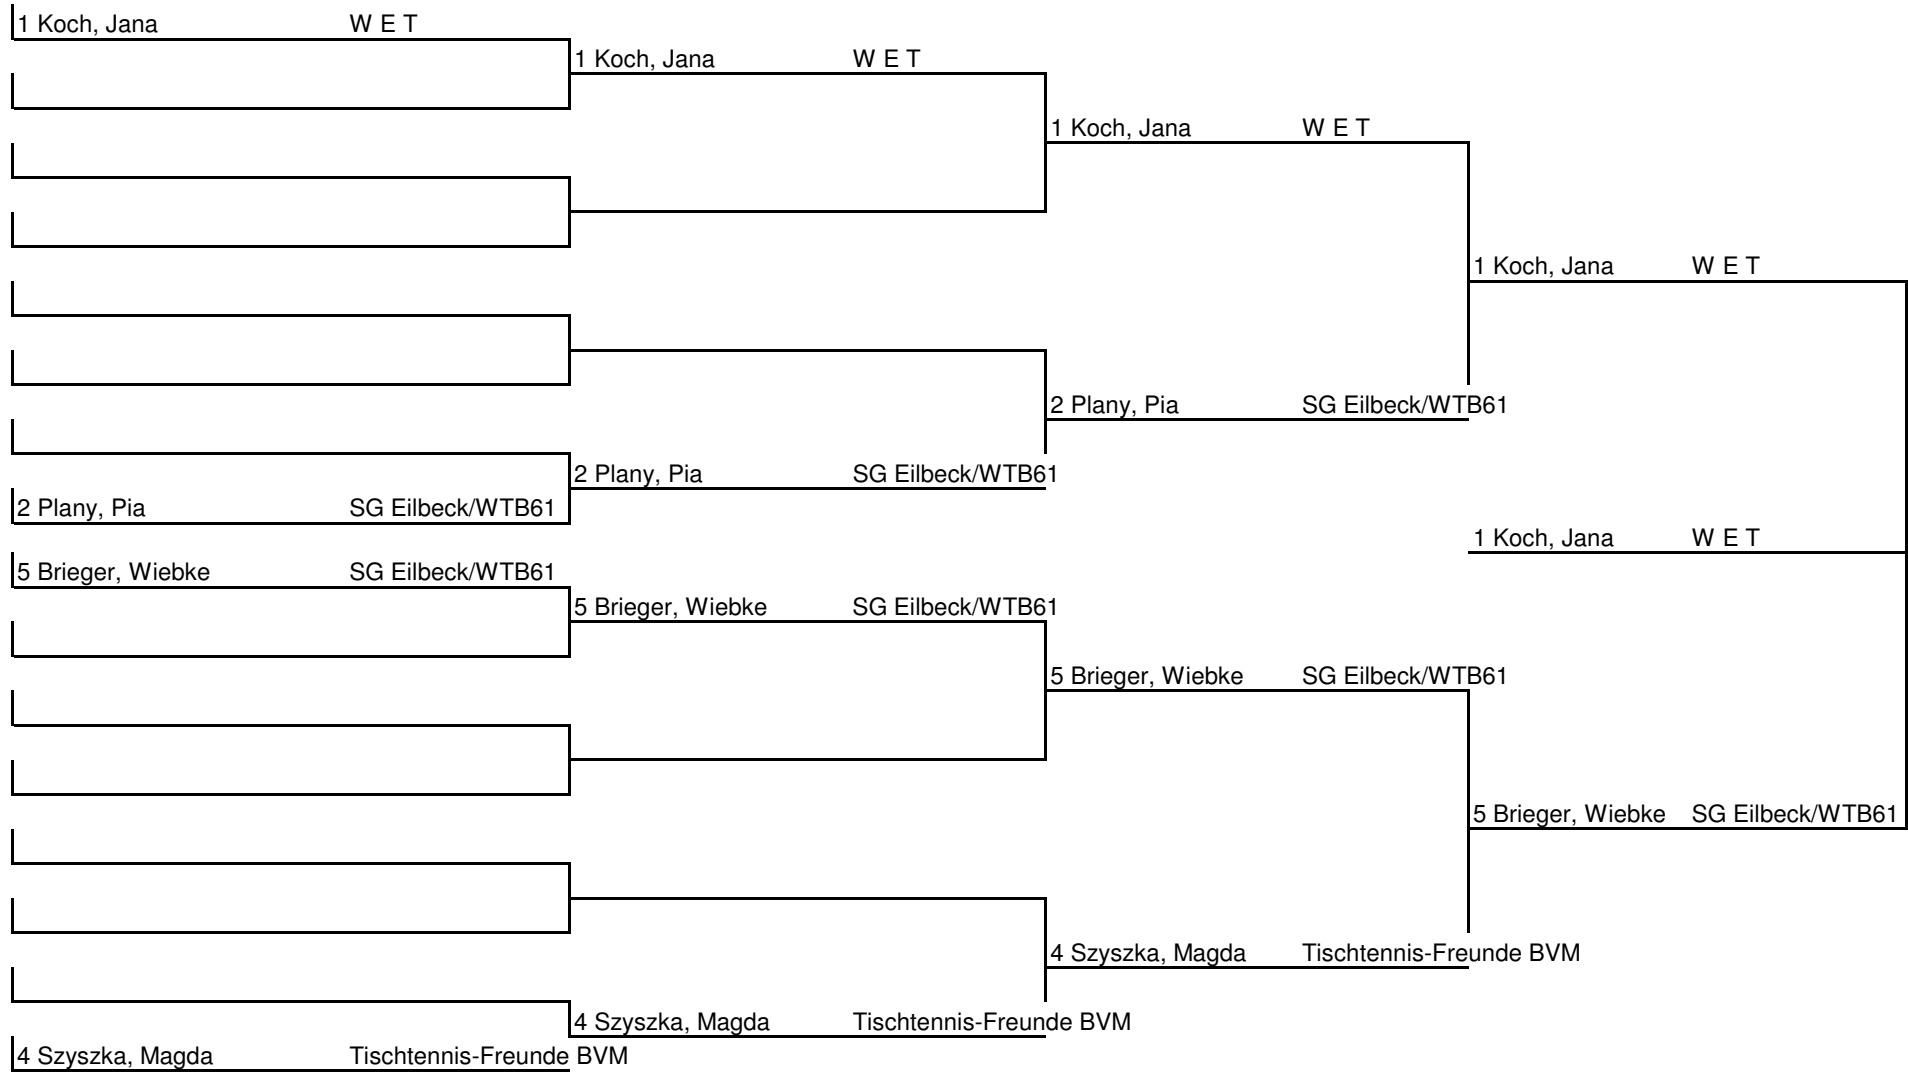 1 Koch, Jana W E T
1 Koch, Jana W E T
1 Koch, Jana W E T
1 Koch, Jana W E T
2 Plany, Pia SG Eilbeck/WTB61
2 Plany, Pia SG Eilbeck/WTB61
2 Plany, Pia SG Eilbeck/WTB61
1 Koch, Jana W E T
5 Brieger, Wiebke SG Eilbeck/WTB61
5 Brieger, Wiebke SG Eilbeck/WTB61
5 Brieger, Wiebke SG Eilbeck/WTB61
5 Brieger, Wiebke SG Eilbeck/WTB61
4 Szyszka, Magda Tischtennis-Freunde BVM
4 Szyszka, Magda Tischtennis-Freunde BVM
4 Szyszka, Magda Tischtennis-Freunde BVM